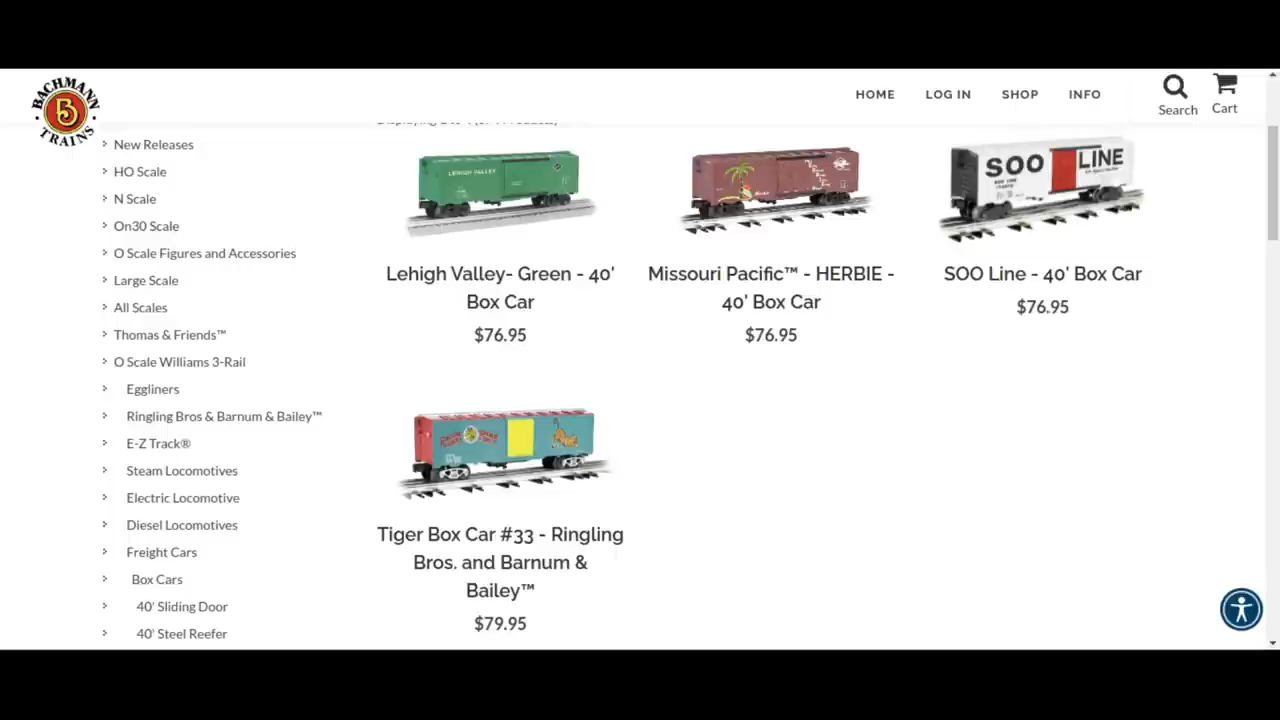 BACHMANN
TRAINS
HOME
LOG IN
SHOP
INFO
Search
Cart
New Releases
HO Scale
N Scale
On30 Scale
O Scale Figures and Accessories
Large Scale
All Scales
Thomas & Friends™
O Scale Williams 3-Rail
Eggliners
Ringling Bros & Barnum & Bailey™
E-Z Track®
Steam Locomotives
Electric Locomotive
Diesel Locomotives
Freight Cars
Box Cars
40' Sliding Door
40' Steel Reefer
LEHIGH VALLEY
Lehigh Valley- Green - 40'
Box Car
$76.95
Missouri Pacific™ - HERBIE -
40' Box Car
$76.95
SOO LINE
SOO Line - 40' Box Car
$76.95
Tiger Box Car #33 - Ringling
Bros. and Barnum &
Bailey™
$79.95